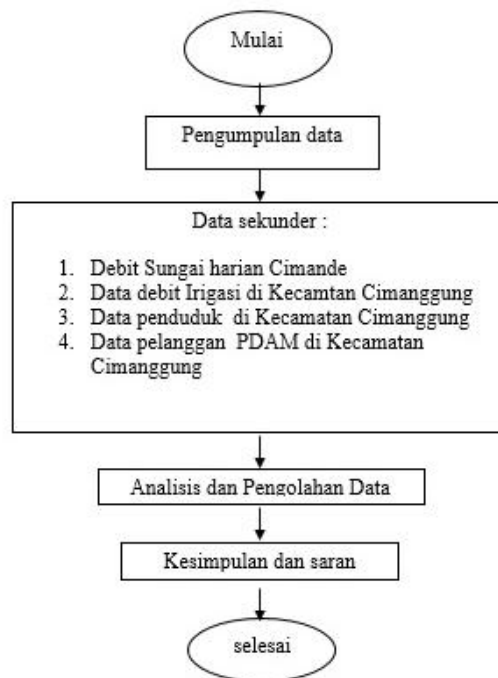 Mulai
Pengumpulan data
Data sekunder :
1. Debit Sungai harian Cimande
2. Data debit Irigasi di Kecamtan Cimanggung
3. Data penduduk di Kecamatan Cimanggung
4. Data pelanggan PDAM di Kecamatan
Cimanggung
Analisis dan Pengolahan Data
Kesimpulan dan saran
selesai